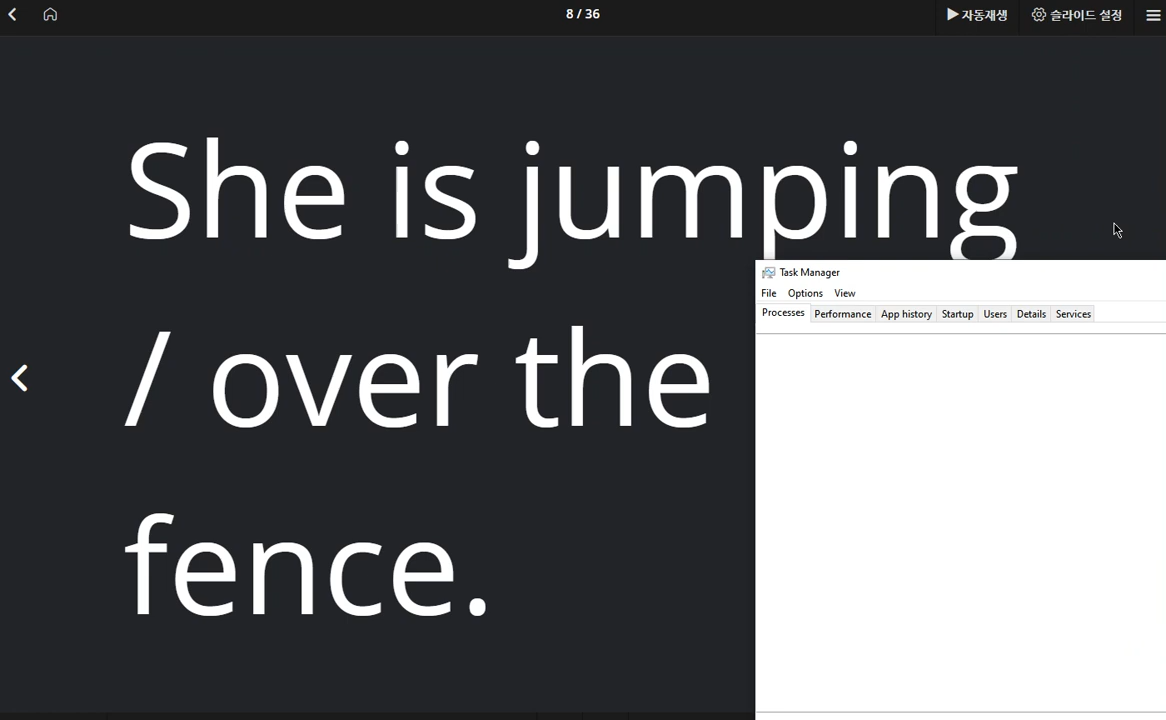 8 / 36
자동재생
슬라이드 설정
She is jumping
/ over the
fence.
Task Manager
File Options View
Processes Performance App history Startup Users Details Services